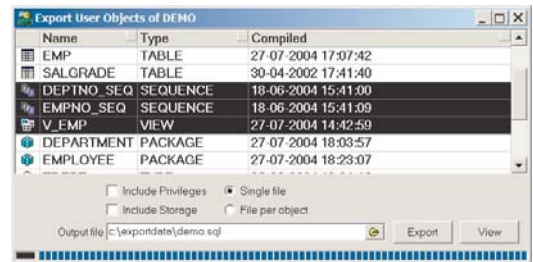 Export User Objects of DEMO
Name Type Compiled
EMP TABLE 27-07-2004 17:07:42
SALGRADE TABLE 30-04-2002 17:41:40
DEPTNO_SEQ SEQUENCE 18-06-2004 15:41:00
EMPNO_SEQ SEQUENCE 18-06-2004 15:41:09
V_EMP VIEW 27-07-2004 14:42:59
DEPARTMENT PACKAGE 27-07-2004 18:03:57
EMPLOYEE PACKAGE 27-07-2004 18:23:07
Include Privileges Single file
Include Storage File per object
Output file c:\exportdata\demo.sql Export View